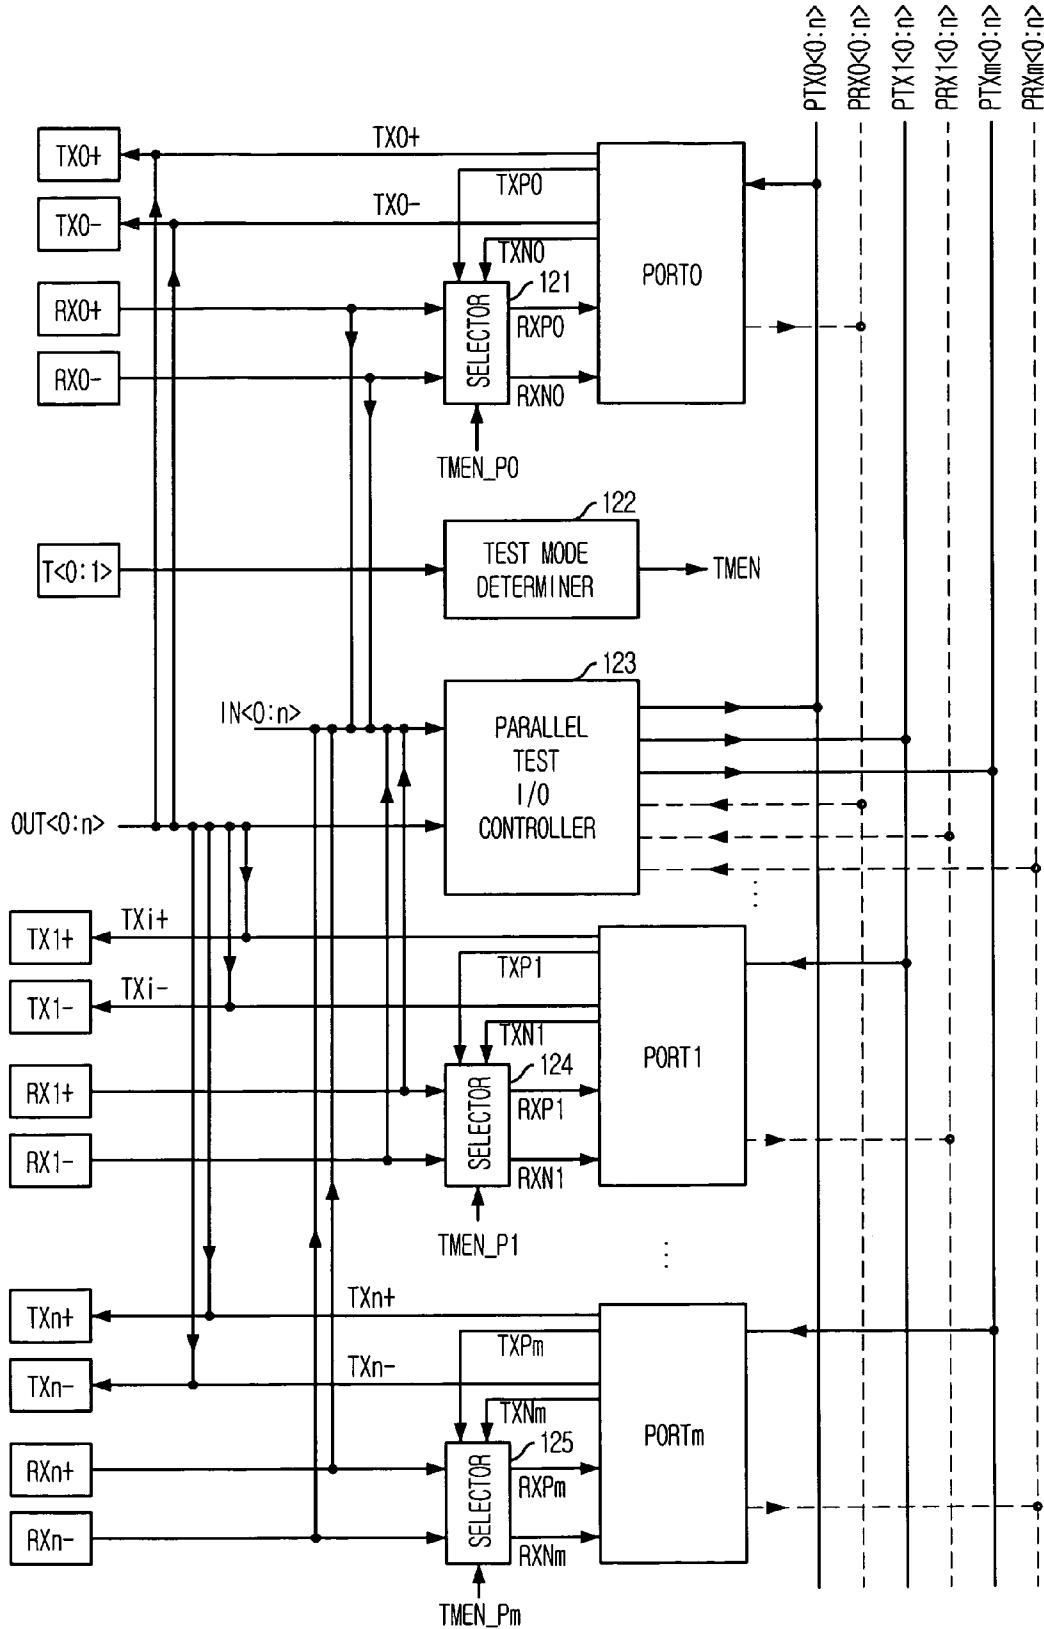 PTX0<0:n>
PRX0<0:n>
PTX1<0:n>
PRX1<0:n>
PTXm<0:n>
PRXm<0:n>
TX0+
TX0+
TXP0
TX0-
TX0-
TXN0
PORT0
RX0+
121
SELECTOR
RXP0
RX0-
RXN0
TMEN_P0
122
T<0:1>
TEST MODE
DETERMINER
TMEN
123
IN<0:n>
PARALLEL
TEST
I/O
CONTROLLER
OUT<0:n>
...
TX1+
TXi+
TXP1
TX1-
TXi-
TXN1
PORT1
RX1+
124
SELECTOR
RXP1
RX1-
RXN1
TMEN_P1
...
TXn+
TXn+
TXPm
TXn-
TXn-
TXNm
PORTm
RXn+
125
SELECTOR
RXPm
RXn-
RXNm
TMEN_Pm